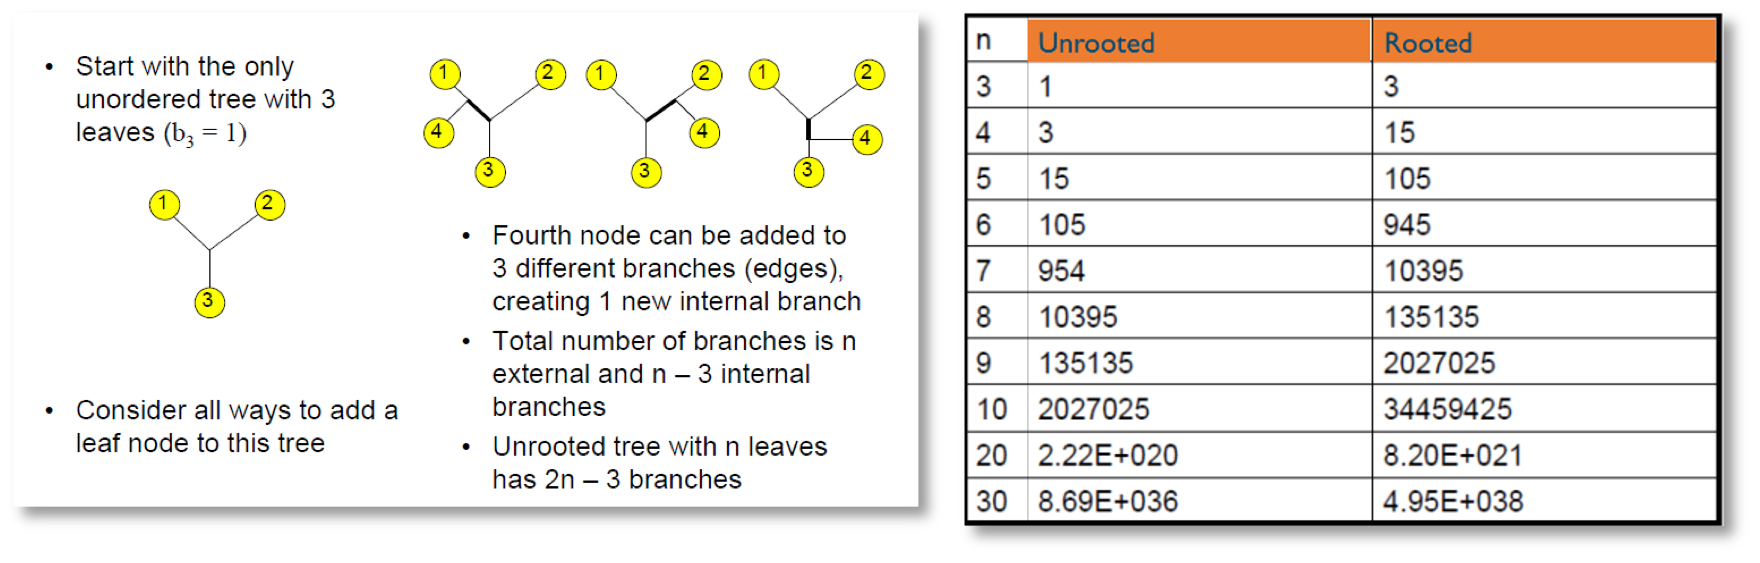 • Start with the only
unordered tree with 3
leaves (b₃ = 1)
1 2
3
• Consider all ways to add a
leaf node to this tree
1 2 1 2 1 2
4 4 4
3 3 3
• Fourth node can be added to
3 different branches (edges),
creating 1 new internal branch
• Total number of branches is n
external and n – 3 internal
branches
• Unrooted tree with n leaves
has 2n – 3 branches
n Unrooted Rooted
3 1 3
4 3 15
5 15 105
6 105 945
7 954 10395
8 10395 135135
9 135135 2027025
10 2027025 34459425
20 2.22E+020 8.20E+021
30 8.69E+036 4.95E+038